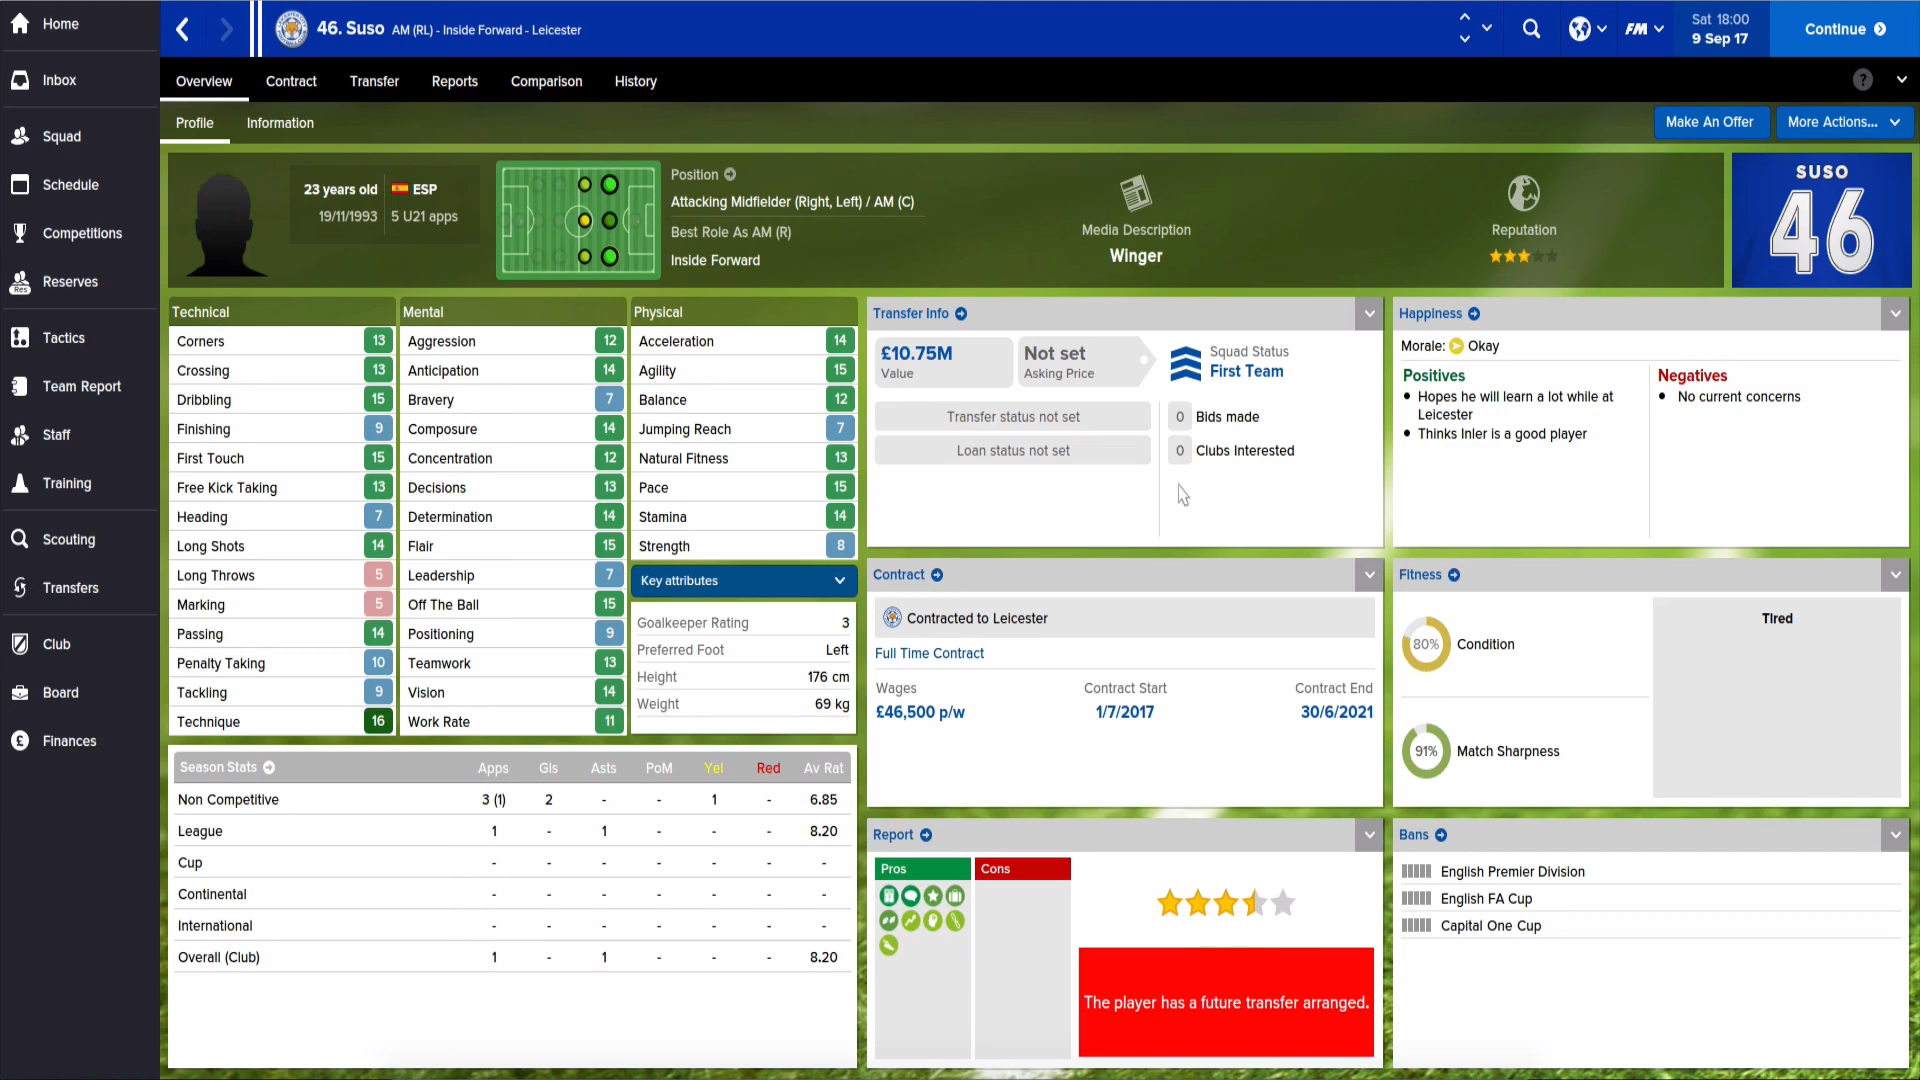 Home
Inbox
Squad
Schedule
Competitions
Res
Reserves
Tactics
Team Report
Staff
Training
Scouting
Transfers
Club
Board
£
Finances
46. Suso AM (RL) - Inside Forward - Leicester
FM
Sat 18:00
9 Sep 17
Continue
Overview
Contract
Transfer
Reports
Comparison
History
?
Profile
Information
Make An Offer
More Actions...
23 years old
ESP
19/11/1993
5 U21 apps
Position
Attacking Midfielder (Right, Left) / AM (C)
Best Role As AM (R)
Inside Forward
Media Description
Winger
Reputation
SUSO
46
Technical
Corners 13
Crossing 13
Dribbling 15
Finishing 9
First Touch 15
Free Kick Taking 13
Heading 7
Long Shots 14
Long Throws 5
Marking 5
Passing 14
Penalty Taking 10
Tackling 9
Technique 16
Mental
Aggression 12
Anticipation 14
Bravery 7
Composure 14
Concentration 12
Decisions 13
Determination 14
Flair 15
Leadership 7
Off The Ball 15
Positioning 9
Teamwork 13
Vision 14
Work Rate 11
Physical
Acceleration 14
Agility 15
Balance 12
Jumping Reach 7
Natural Fitness 13
Pace 15
Stamina 14
Strength 8
Key attributes
Goalkeeper Rating 3
Preferred Foot Left
Height 176 cm
Weight 69 kg
Transfer Info
£10.75M
Value
Not set
Asking Price
Squad Status
First Team
Transfer status not set
Loan status not set
0 Bids made
0 Clubs Interested
Happiness
Morale: Okay
Positives
Hopes he will learn a lot while at
Leicester
Thinks Inler is a good player
Negatives
No current concerns
Contract
Contracted to Leicester
Full Time Contract
Wages
£46,500 p/w
Contract Start
1/7/2017
Contract End
30/6/2021
Fitness
80% Condition
91% Match Sharpness
Tired
Season Stats Apps Gls Asts PoM Yel Red Av Rat
Non Competitive 3 (1) 2 - - 1 - 6.85
League 1 - 1 - - - 8.20
Cup - - - - - - -
Continental - - - - - - -
International - - - - - - -
Overall (Club) 1 - 1 - - - 8.20
Report
Pros
Cons
The player has a future transfer arranged.
Bans
English Premier Division
English FA Cup
Capital One Cup